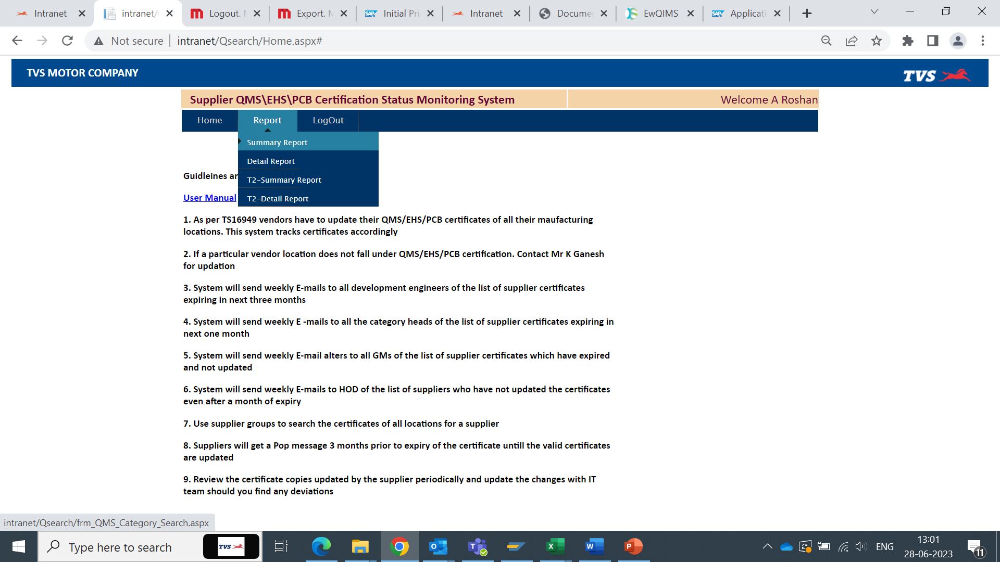 Intranet
intranet/
Logout. M
Export. M
Initial Pri
Intranet
Documen
EwQIMS
Applicati
Not secure
intranet/Qsearch/Home.aspx#
TVS MOTOR COMPANY
TVS
Supplier QMS\EHS\PCB Certification Status Monitoring System
Welcome A Roshan
Home
Report
LogOut
Summary Report
Detail Report
T2-Summary Report
T2-Detail Report
Guidleines an
User Manual
1. As per TS16949 vendors have to update their QMS/EHS/PCB certificates of all their maufacturing
locations. This system tracks certificates accordingly
2. If a particular vendor location does not fall under QMS/EHS/PCB certification. Contact Mr K Ganesh
for updation
3. System will send weekly E-mails to all development engineers of the list of supplier certificates
expiring in next three months
4. System will send weekly E -mails to all the category heads of the list of supplier certificates expiring in
next one month
5. System will send weekly E-mail alters to all GMs of the list of supplier certificates which have expired
and not updated
6. System will send weekly E-mails to HOD of the list of suppliers who have not updated the certificates
even after a month of expiry
7. Use supplier groups to search the certificates of all locations for a supplier
8. Suppliers will get a Pop message 3 months prior to expiry of the certificate untill the valid certificates
are updated
9. Review the certificate copies updated by the supplier periodically and update the changes with IT
team should you find any deviations
intranet/Qsearch/frm_QMS_Category_Search.aspx
Type here to search
TVS
ENG
13:01
28-06-2023
11